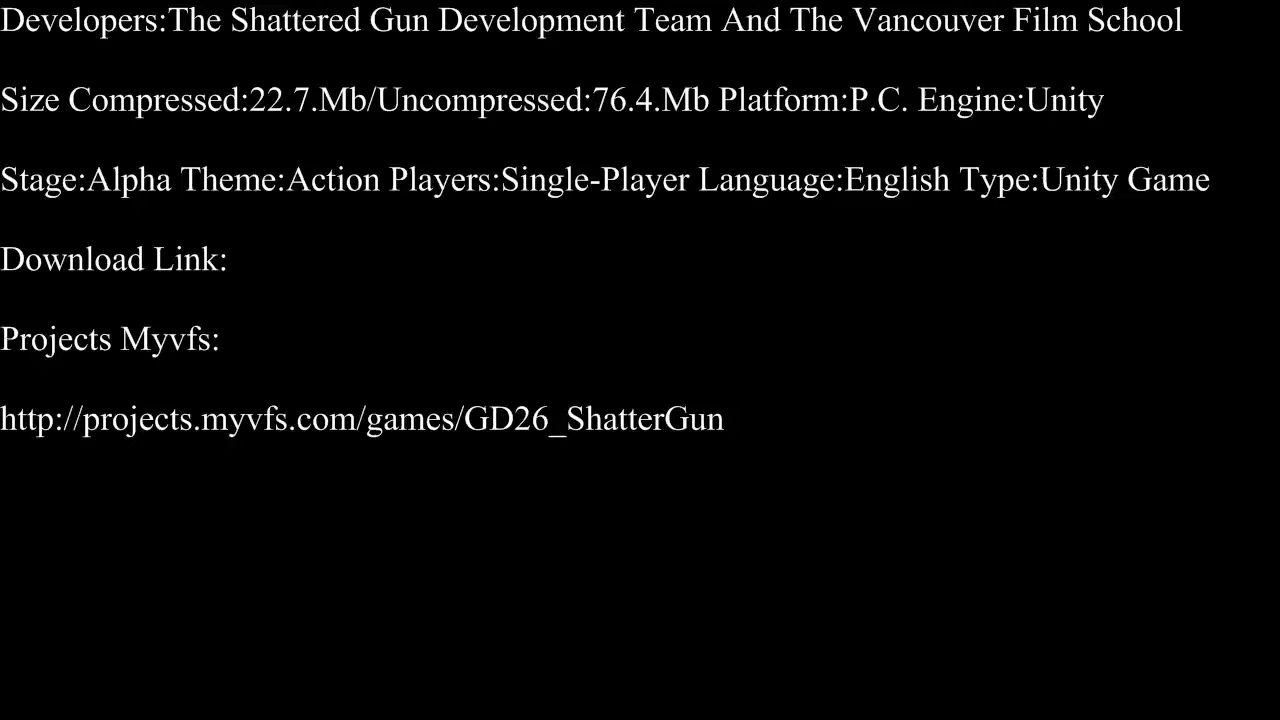 Developers:The Shattered Gun Development Team And The Vancouver Film School
Size Compressed:22.7.Mb/Uncompressed:76.4.Mb Platform:P.C. Engine:Unity
Stage:Alpha Theme:Action Players:Single-Player Language:English Type:Unity Game
Download Link:
Projects Myvfs:
http://projects.myvfs.com/games/GD26_ShatterGun